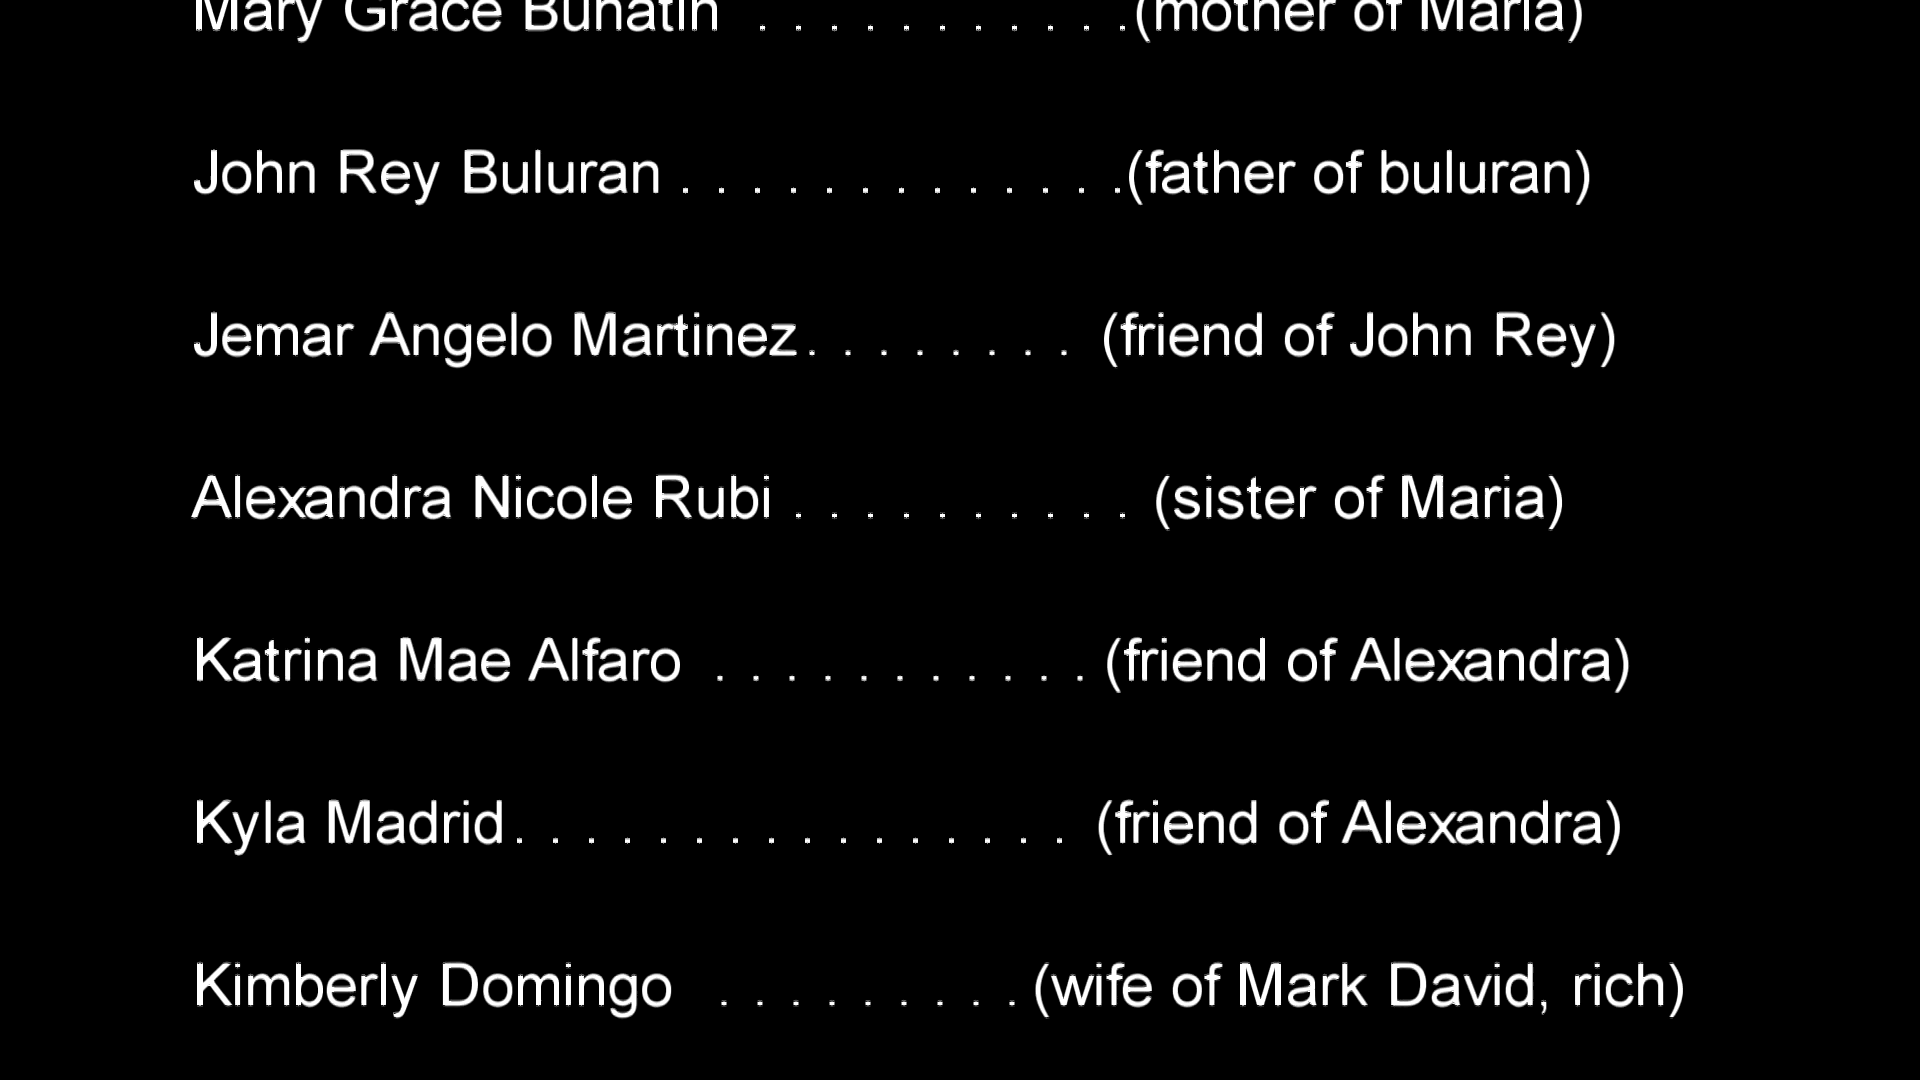 Mary Grace Bunatin . . . . . . . . . . .(mother of Maria)
John Rey Buluran . . . . . . . . . . . . .(father of buluran)
Jemar Angelo Martinez. . . . . . . . (friend of John Rey)
Alexandra Nicole Rubi . . . . . . . . . . (sister of Maria)
Katrina Mae Alfaro . . . . . . . . . . . (friend of Alexandra)
Kyla Madrid. . . . . . . . . . . . . . . . (friend of Alexandra)
Kimberly Domingo . . . . . . . . . (wife of Mark David, rich)